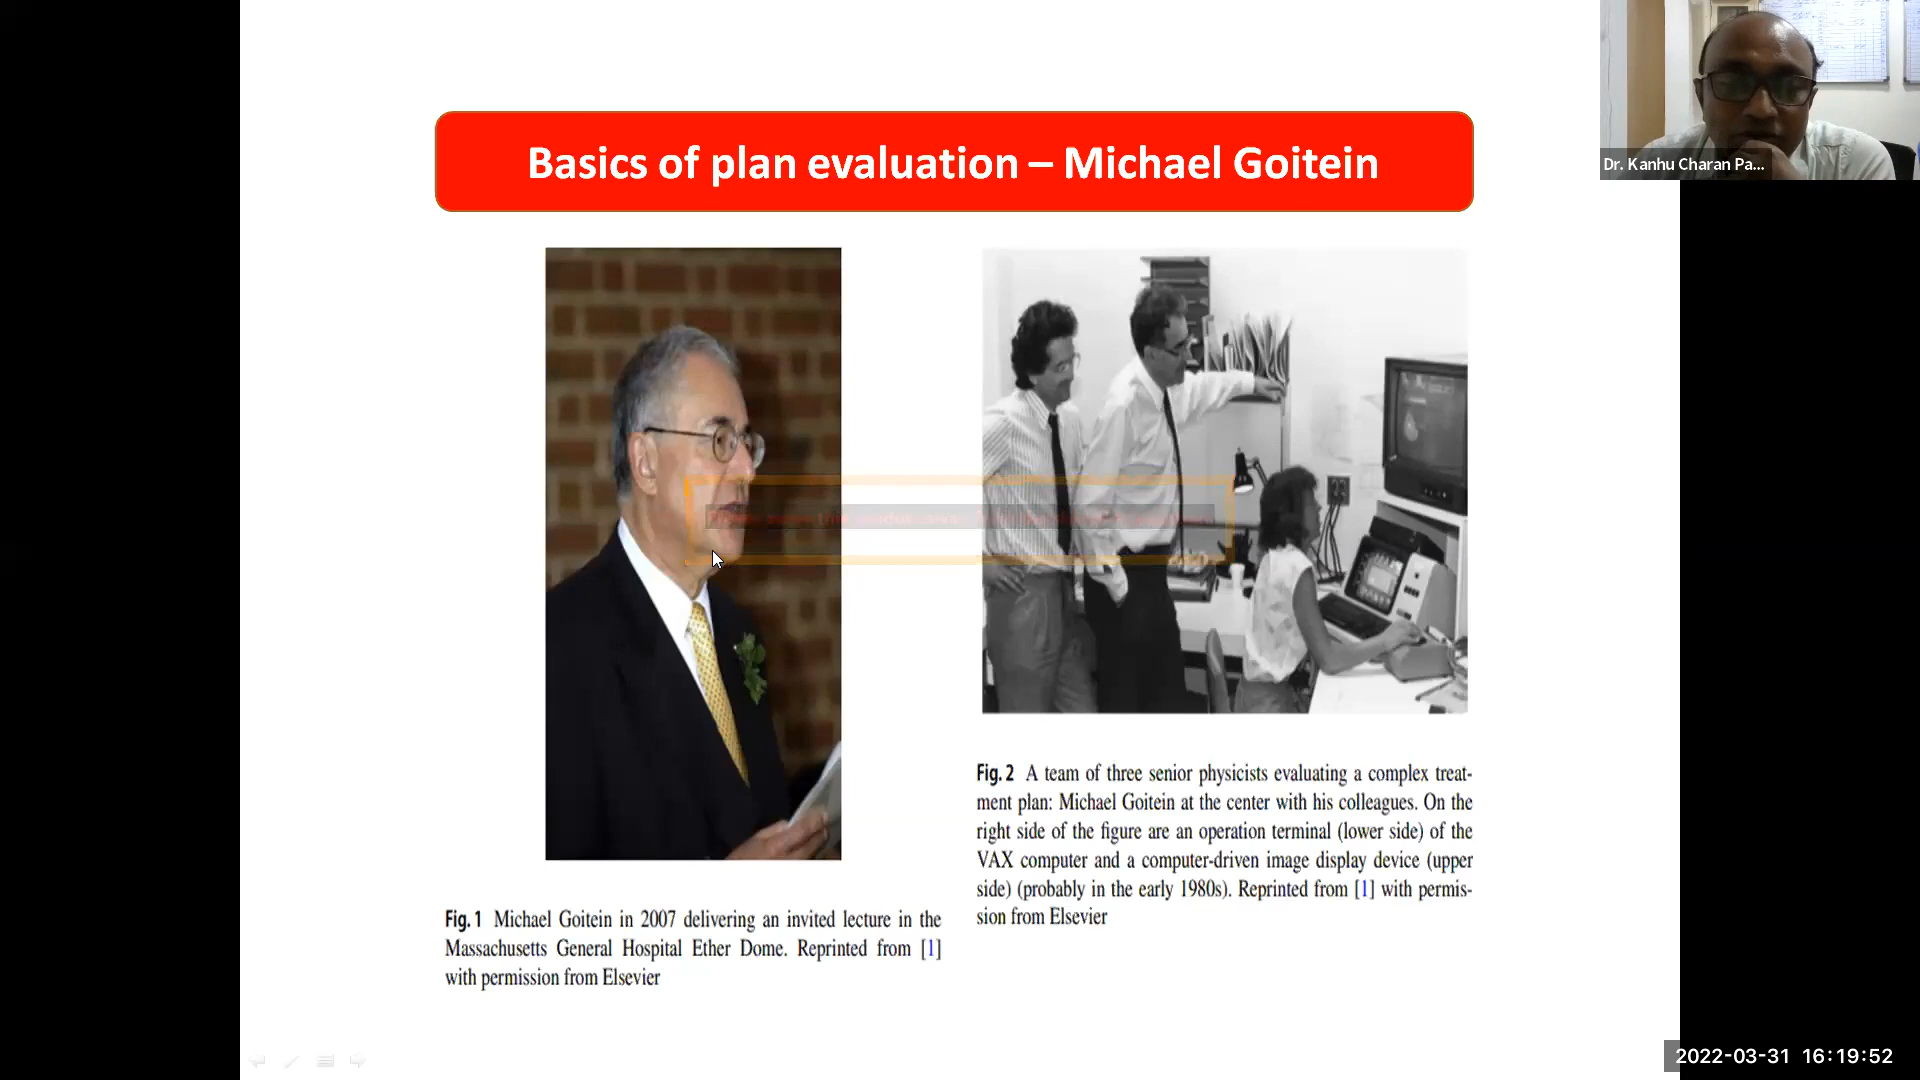 Basics of plan evaluation – Michael Goitein
Dr. Kanhu Charan Pa...
Fig. 1 Michael Goitein in 2007 delivering an invited lecture in the
Massachusetts General Hospital Ether Dome. Reprinted from [1]
with permission from Elsevier
Fig. 2 A team of three senior physicists evaluating a complex treat-
ment plan: Michael Goitein at the center with his colleagues. On the
right side of the figure are an operation terminal (lower side) of the
VAX computer and a computer-driven image display device (upper
side) (probably in the early 1980s). Reprinted from [1] with permis-
sion from Elsevier
2022-03-31 16:19:52